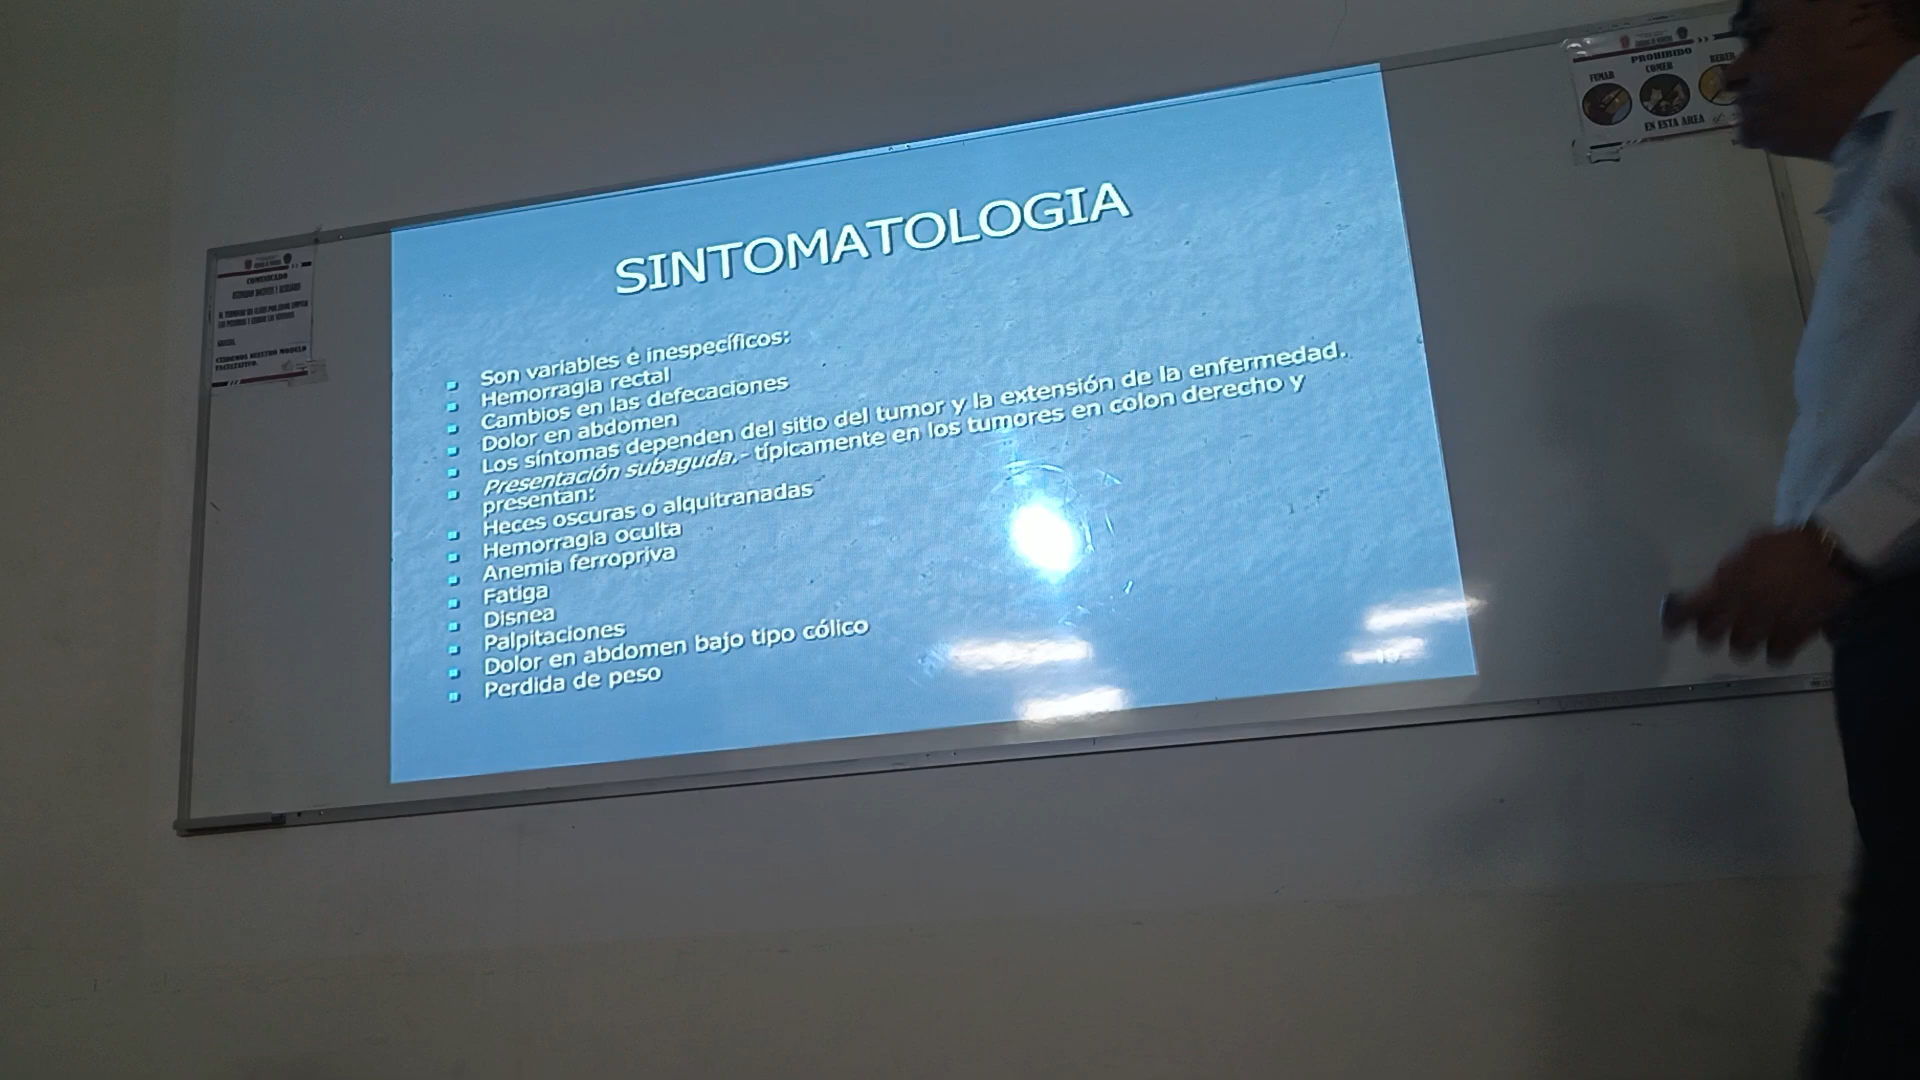 SINTOMATOLOGIA
Son variables e inespecíficos:
Hemorragia rectal
Cambios en las defecaciones
Dolor en abdomen
Los síntomas dependen del sitio del tumor y la extensión de la enfermedad.
Presentación subaguda.- típicamente en los tumores en colon derecho y
presentan:
Heces oscuras o alquitranadas
Hemorragia oculta
Anemia ferropriva
Fatiga
Disnea
Palpitaciones
Dolor en abdomen bajo tipo cólico
Perdida de peso
COMUNICADO
PROHIBIDO
FUMAR COMER BEBER
EN ESTA AREA